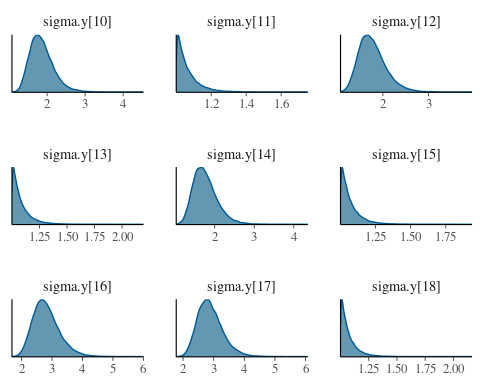 sigma.y[10] sigma.y[11] sigma.y[12]
2 3 4 1.2 1.4 1.6 2 3
sigma.y[13] sigma.y[14] sigma.y[15]
1.25 1.50 1.75 2.00 2 3 4 1.25 1.50 1.75
sigma.y[16] sigma.y[17] sigma.y[18]
2 3 4 5 6 2 3 4 5 6 1.25 1.50 1.75 2.00